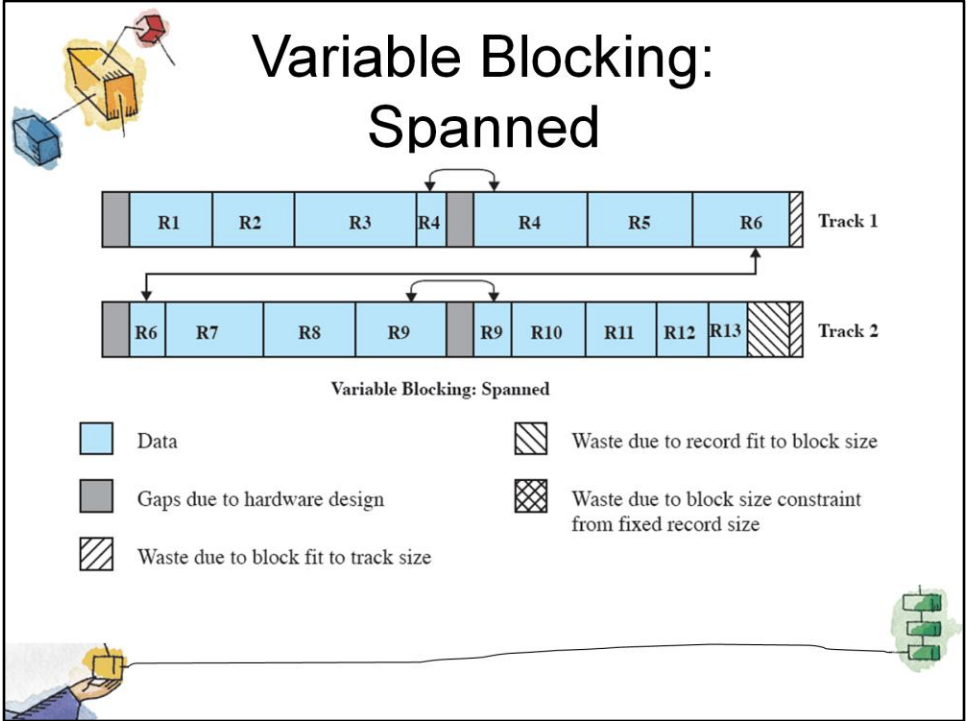 Variable Blocking:
Spanned
R1 R2 R3 R4 R4 R5 R6 Track 1
R6 R7 R8 R9 R9 R10 R11 R12 R13 Track 2
Variable Blocking: Spanned
Data
Gaps due to hardware design
Waste due to block fit to track size
Waste due to record fit to block size
Waste due to block size constraint
from fixed record size